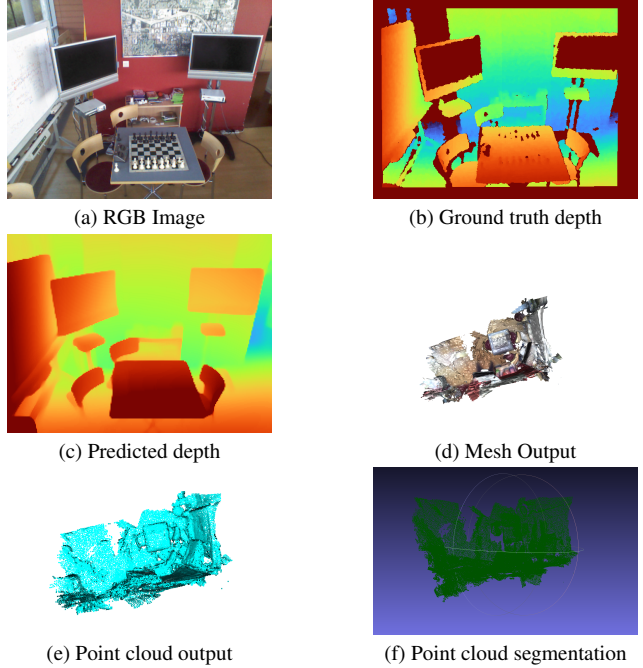 (a) RGB Image
(b) Ground truth depth
(c) Predicted depth
(d) Mesh Output
(e) Point cloud output
(f) Point cloud segmentation